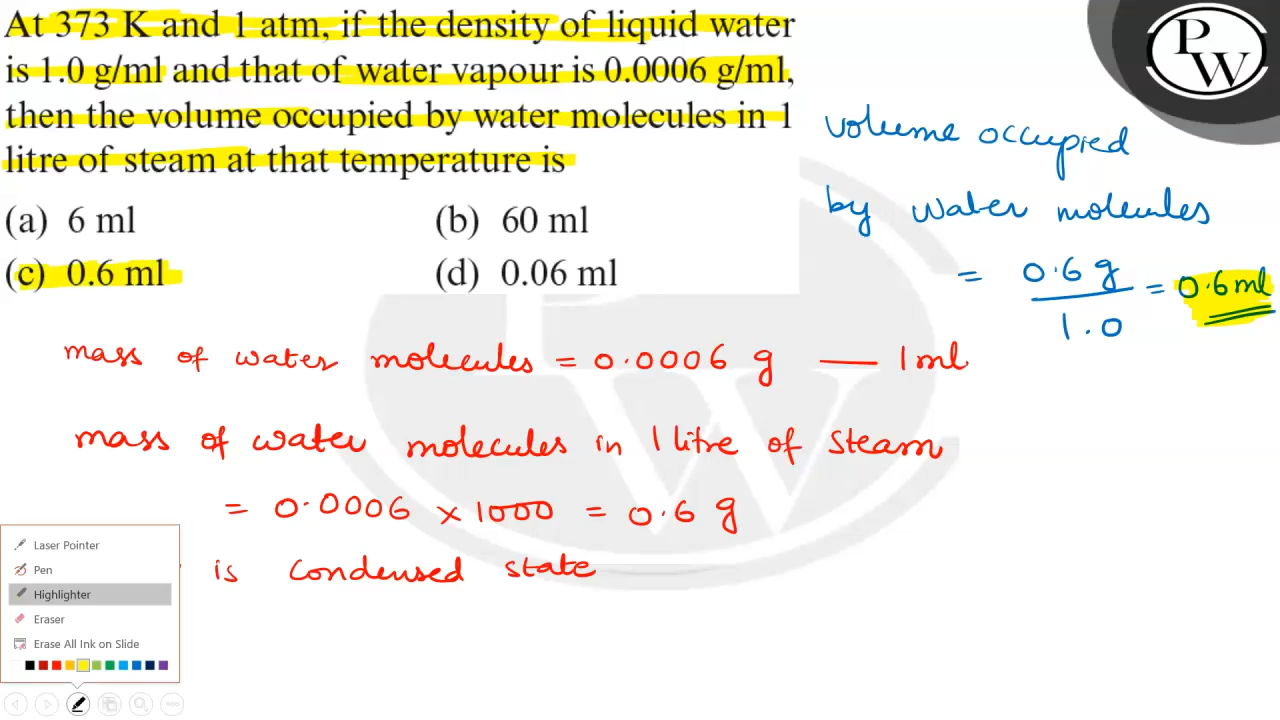 At 373 K and 1 atm, if the density of liquid water
is 1.0 g/ml and that of water vapour is 0.0006 g/ml,
then the volume occupied by water molecules in 1
litre of steam at that temperature is
(a) 6 ml
(b) 60 ml
(c) 0.6 ml
(d) 0.06 ml
PW
volume occupied
by water molecules
= 0.6 g / 1.0 = 0.6 ml
mass of water molecules = 0.0006 g — 1 ml
mass of water molecules in 1 litre of steam
= 0.0006 × 1000 = 0.6 g
is condensed state
Laser Pointer
Pen
Highlighter
Eraser
Erase All Ink on Slide